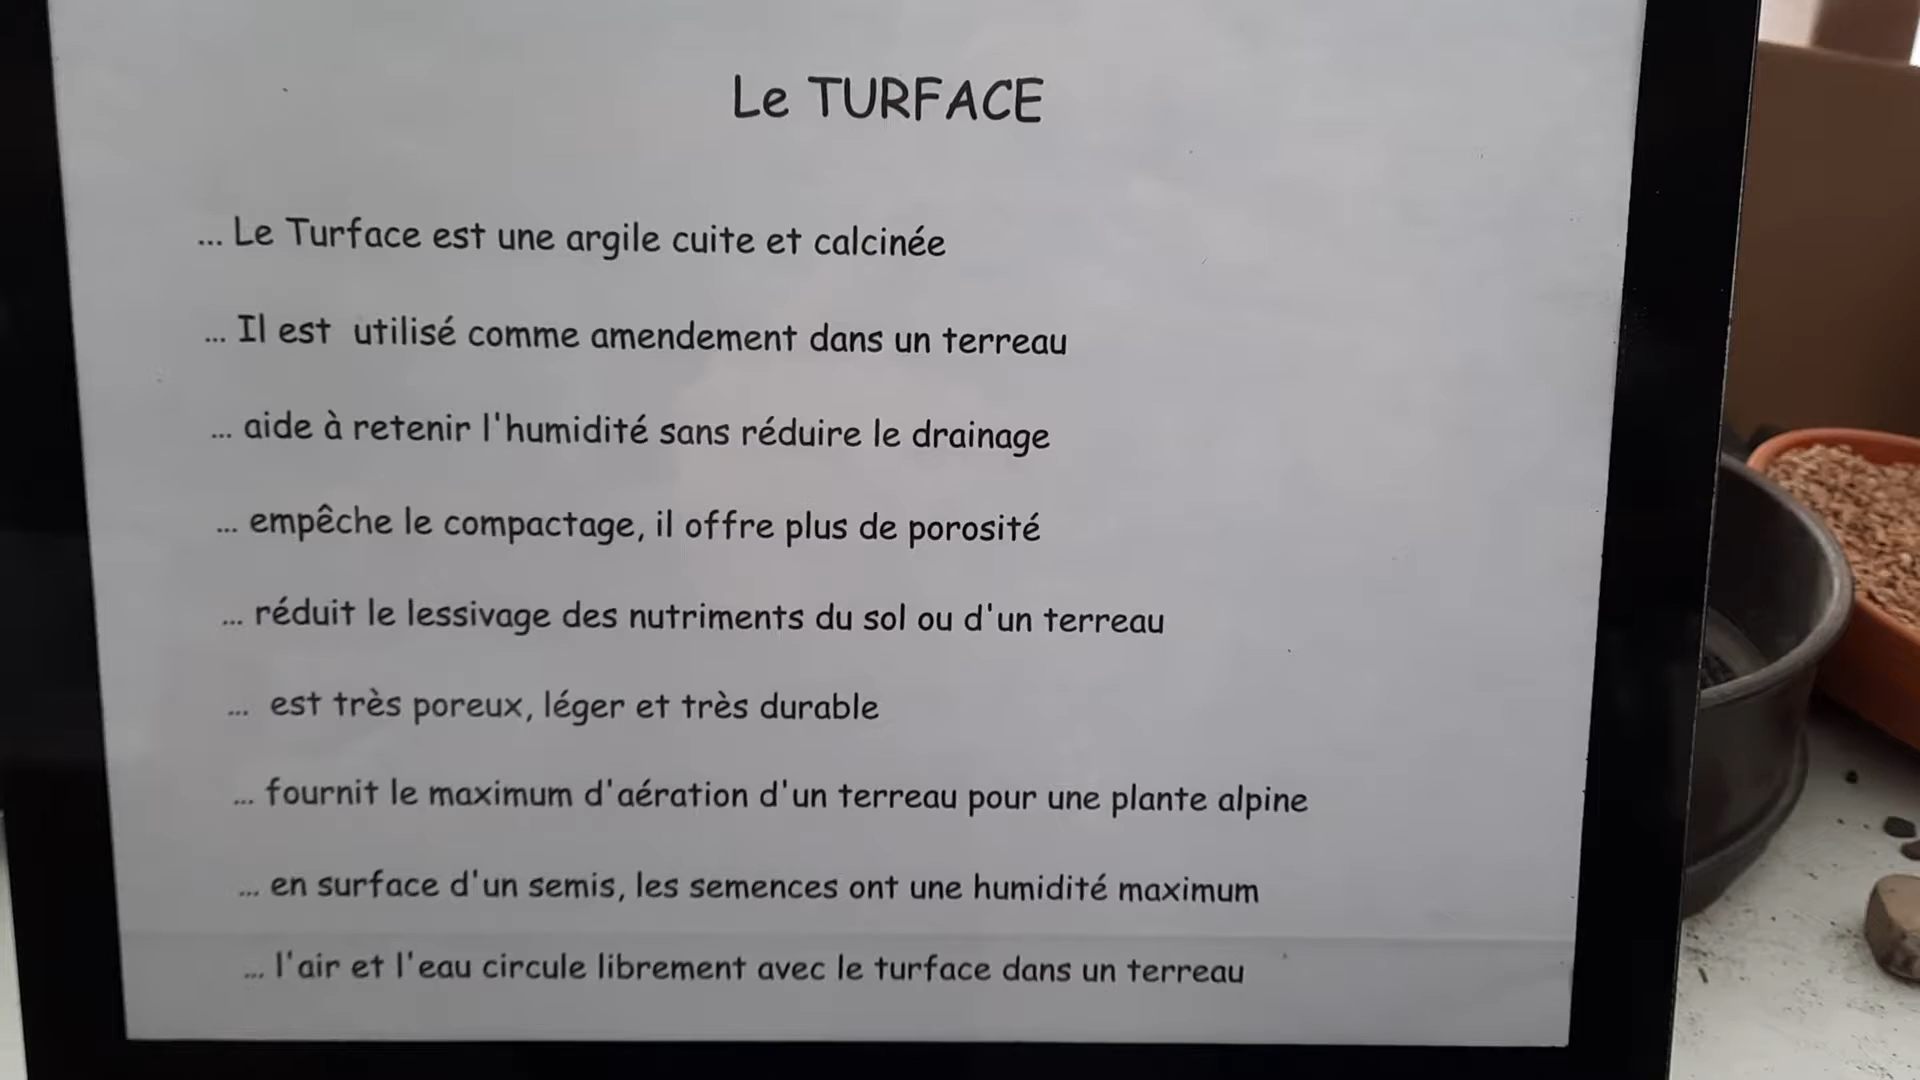 Le TURFACE
... Le Turface est une argile cuite et calcinée
... Il est utilisé comme amendement dans un terreau
... aide à retenir l'humidité sans réduire le drainage
... empêche le compactage, il offre plus de porosité
... réduit le lessivage des nutriments du sol ou d'un terreau
... est très poreux, léger et très durable
... fournit le maximum d'aération d'un terreau pour une plante alpine
... en surface d'un semis, les semences ont une humidité maximum
... l'air et l'eau circule librement avec le turface dans un terreau